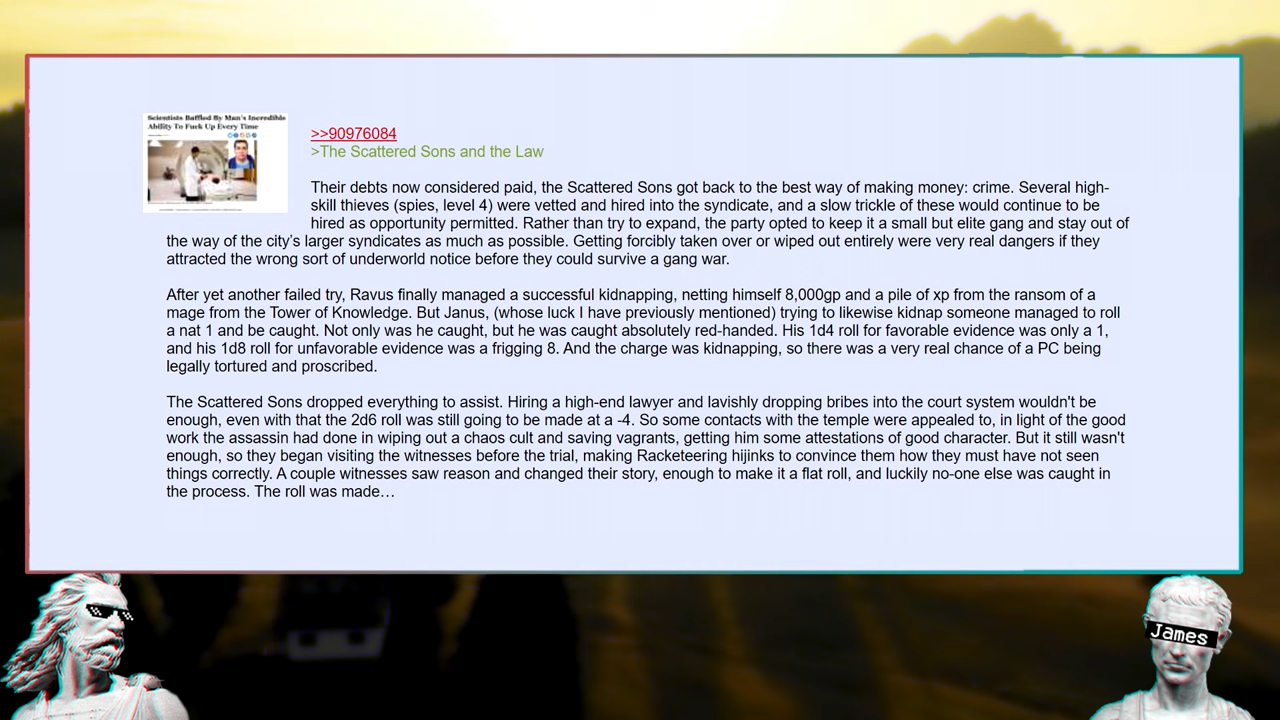 Scientists Baffled By Man's Incredible
Ability To Fuck Up Every Time
>>90976084
>The Scattered Sons and the Law
Their debts now considered paid, the Scattered Sons got back to the best way of making money: crime. Several high-
skill thieves (spies, level 4) were vetted and hired into the syndicate, and a slow trickle of these would continue to be
hired as opportunity permitted. Rather than try to expand, the party opted to keep it a small but elite gang and stay out of
the way of the city's larger syndicates as much as possible. Getting forcibly taken over or wiped out entirely were very real dangers if they
attracted the wrong sort of underworld notice before they could survive a gang war.
After yet another failed try, Ravus finally managed a successful kidnapping, netting himself 8,000gp and a pile of xp from the ransom of a
mage from the Tower of Knowledge. But Janus, (whose luck I have previously mentioned) trying to likewise kidnap someone managed to roll
a nat 1 and be caught. Not only was he caught, but he was caught absolutely red-handed. His 1d4 roll for favorable evidence was only a 1,
and his 1d8 roll for unfavorable evidence was a frigging 8. And the charge was kidnapping, so there was a very real chance of a PC being
legally tortured and proscribed.
The Scattered Sons dropped everything to assist. Hiring a high-end lawyer and lavishly dropping bribes into the court system wouldn't be
enough, even with that the 2d6 roll was still going to be made at a -4. So some contacts with the temple were appealed to, in light of the good
work the assassin had done in wiping out a chaos cult and saving vagrants, getting him some attestations of good character. But it still wasn't
enough, so they began visiting the witnesses before the trial, making Racketeering hijinks to convince them how they must have not seen
things correctly. A couple witnesses saw reason and changed their story, enough to make it a flat roll, and luckily no-one else was caught in
the process. The roll was made…
James